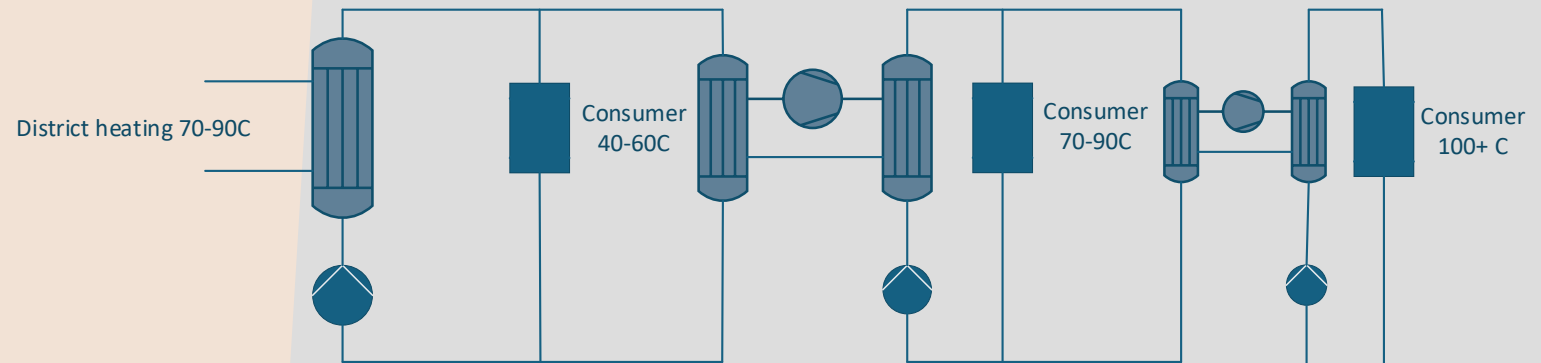 District heating 70-90C
Consumer
40-60C
Consumer
70-90C
Consumer
100+ C